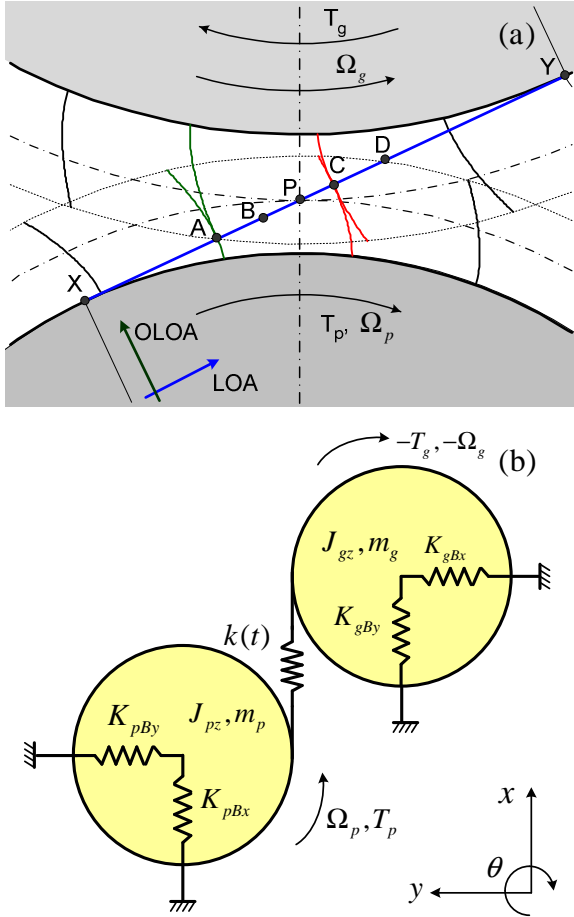 T_g
(a)
Ω_g
Y
D
C
P
B
A
X
T_p, Ω_p
OLOA
LOA
−T_g, −Ω_g
(b)
J_gz, m_g
K_gBx
K_gBy
k(t)
J_pz, m_p
K_pBy
K_pBx
Ω_p, T_p
x
θ
y